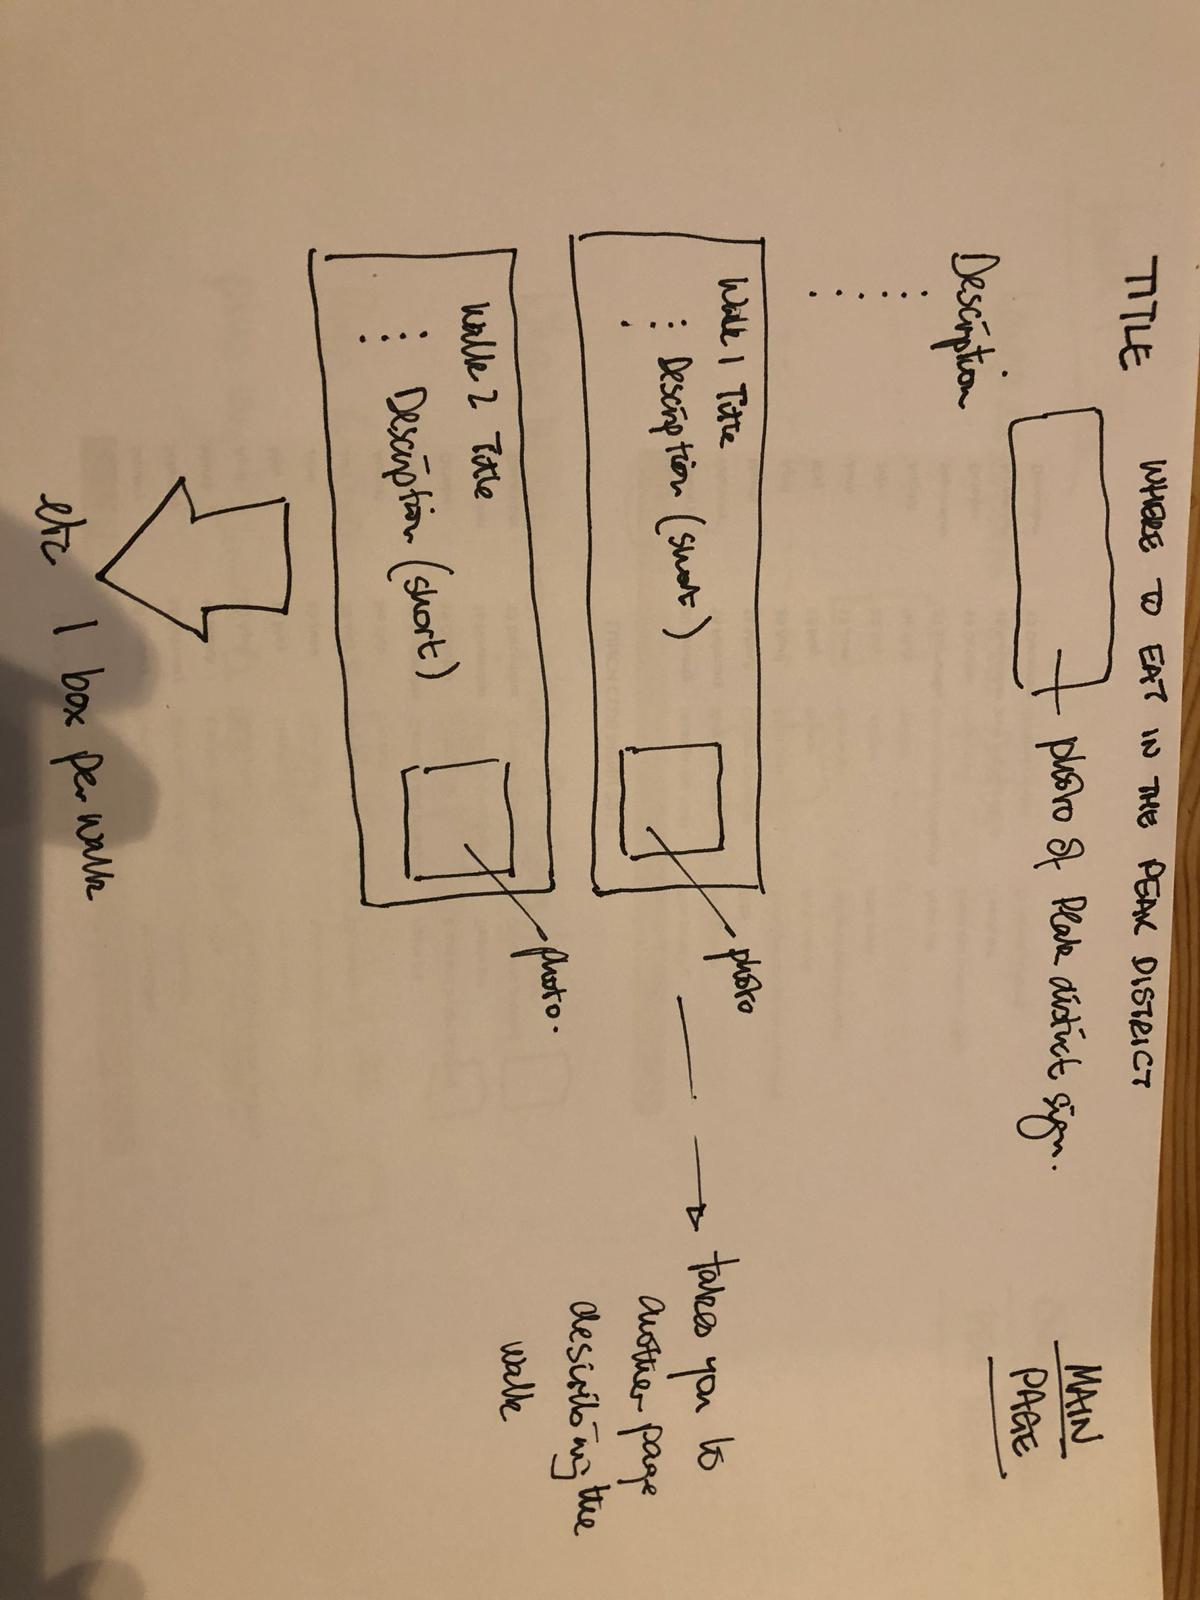 MAIN
PAGE
TITLE WHERE TO EAT IN THE PEAK DISTRICT
photo of Peak district sign.
Description
Walk 1 Title
Description (short)
photo
takes you to
another page
describing the
walk
Walk 2 Title
Description (short)
photo.
etc 1 box per walk